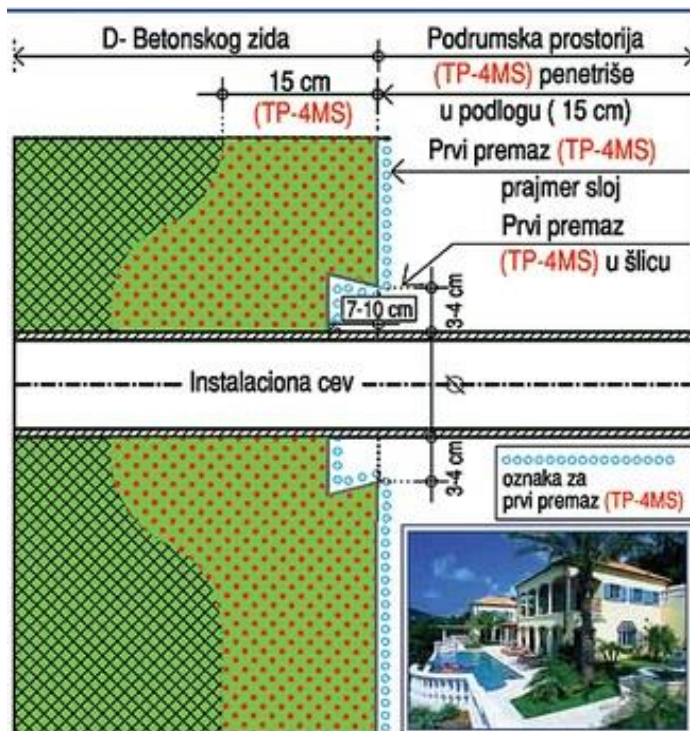 D- Betonskog zida
Podrumska prostorija
15 cm
(TP-4MS)
(TP-4MS) penetriše
u podlogu ( 15 cm)
Prvi premaz (TP-4MS)
prajmer sloj
Prvi premaz
(TP-4MS) u šlicu
7-10 cm
3-4 cm
Instalaciona cev
3-4 cm
oznaka za
prvi premaz (TP-4MS)